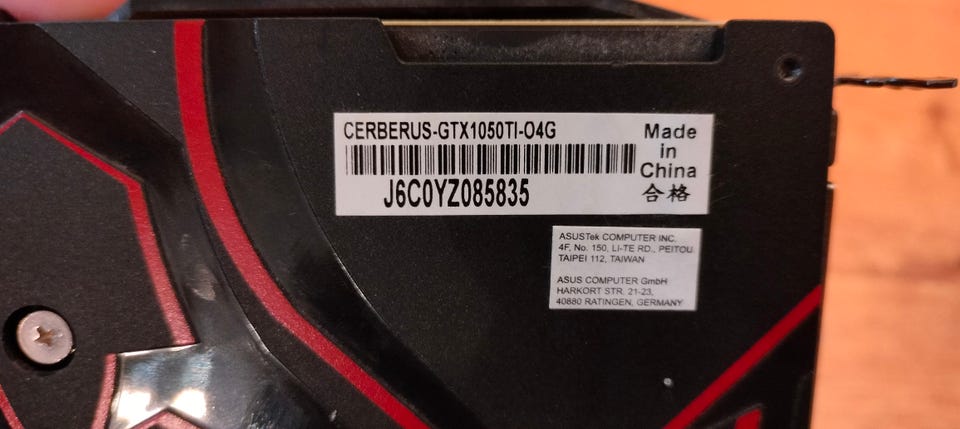 CERBERUS-GTX1050TI-O4G
J6C0YZ085835
Made
in
China
合格
ASUSTek COMPUTER INC.
4F, No. 150, LI-TE RD., PEITOU,
TAIPEI 112, TAIWAN
ASUS COMPUTER GmbH
HARKORT STR. 21-23,
40880 RATINGEN, GERMANY